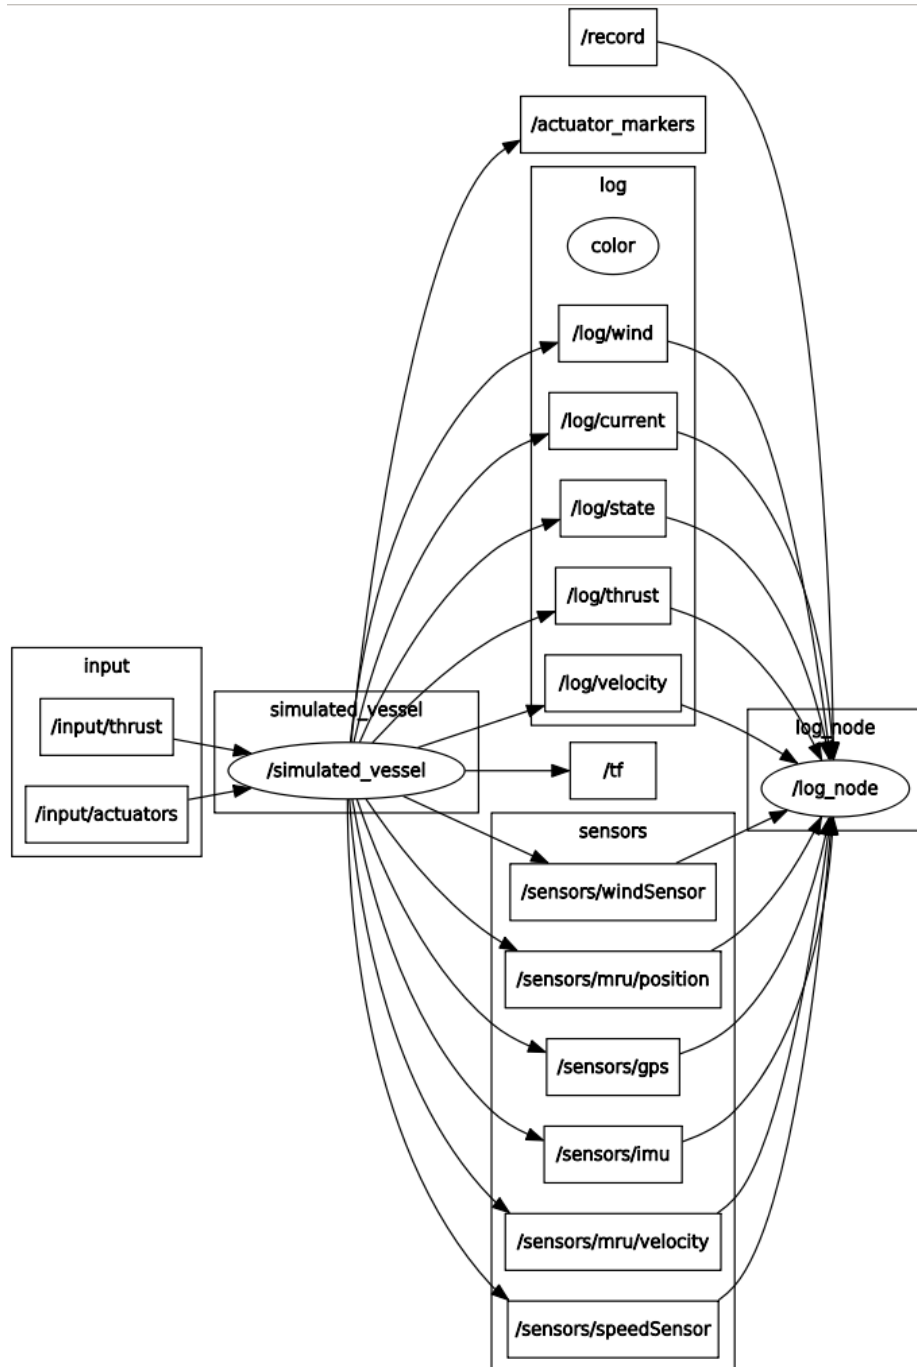 /record
/actuator_markers
log
color
/log/wind
/log/current
/log/state
/log/thrust
/log/velocity
input
/input/thrust
/input/actuators
simulated_vessel
/simulated_vessel
/tf
log_node
/log_node
sensors
/sensors/windSensor
/sensors/mru/position
/sensors/gps
/sensors/imu
/sensors/mru/velocity
/sensors/speedSensor